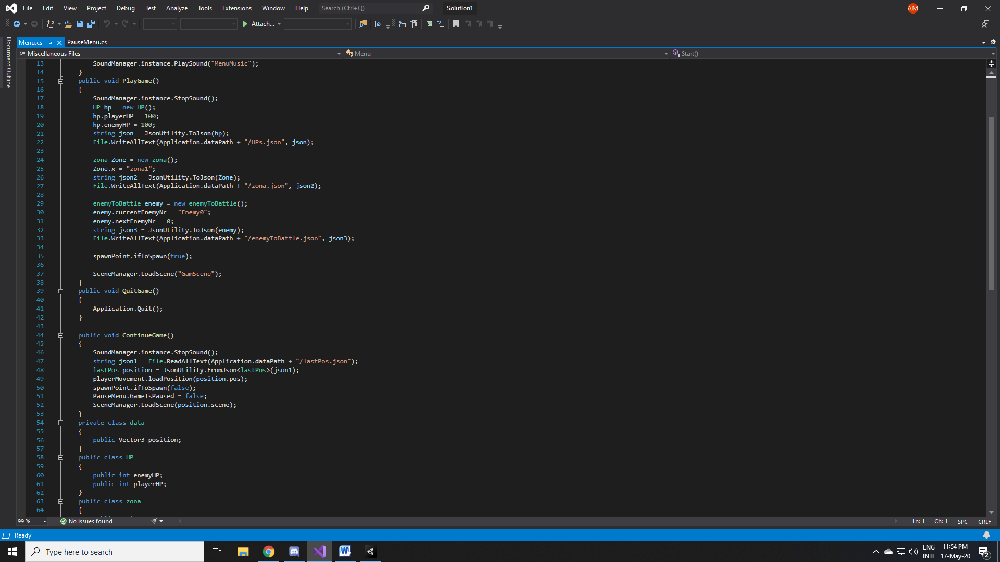 File Edit View Project Debug Test Analyze Tools Extensions Window Help Search (Ctrl+Q) Solution1 AM
Attach...
Document Outline
Menu.cs PauseMenu.cs
C# Miscellaneous Files Menu Start()
13 SoundManager.instance.PlaySound("MenuMusic");
14 }
15 public void PlayGame()
16 {
17 SoundManager.instance.StopSound();
18 HP hp = new HP();
19 hp.playerHP = 100;
20 hp.enemyHP = 100;
21 string json = JsonUtility.ToJson(hp);
22 File.WriteAllText(Application.dataPath + "/HPs.json", json);
23
24 zona Zone = new zona();
25 Zone.x = "zona1";
26 string json2 = JsonUtility.ToJson(Zone);
27 File.WriteAllText(Application.dataPath + "/zona.json", json2);
28
29 enemyToBattle enemy = new enemyToBattle();
30 enemy.currentEnemyNr = "Enemy0";
31 enemy.nextEnemyNr = 0;
32 string json3 = JsonUtility.ToJson(enemy);
33 File.WriteAllText(Application.dataPath + "/enemyToBattle.json", json3);
34
35 spawnPoint.ifToSpawn(true);
36
37 SceneManager.LoadScene("GamScene");
38 }
39 public void QuitGame()
40 {
41 Application.Quit();
42 }
43
44 public void ContinueGame()
45 {
46 SoundManager.instance.StopSound();
47 string json1 = File.ReadAllText(Application.dataPath + "/lastPos.json");
48 lastPos position = JsonUtility.FromJson<lastPos>(json1);
49 playerMovement.loadPosition(position.pos);
50 spawnPoint.ifToSpawn(false);
51 PauseMenu.GameIsPaused = false;
52 SceneManager.LoadScene(position.scene);
53 }
54 private class data
55 {
56 public Vector3 position;
57 }
58 public class HP
59 {
60 public int enemyHP;
61 public int playerHP;
62 }
63 public class zona
64 {
99 % No issues found Ln: 1 Ch: 1 SPC CRLF
Ready
Type here to search
ENG 11:54 PM
INTL 17-May-20 2